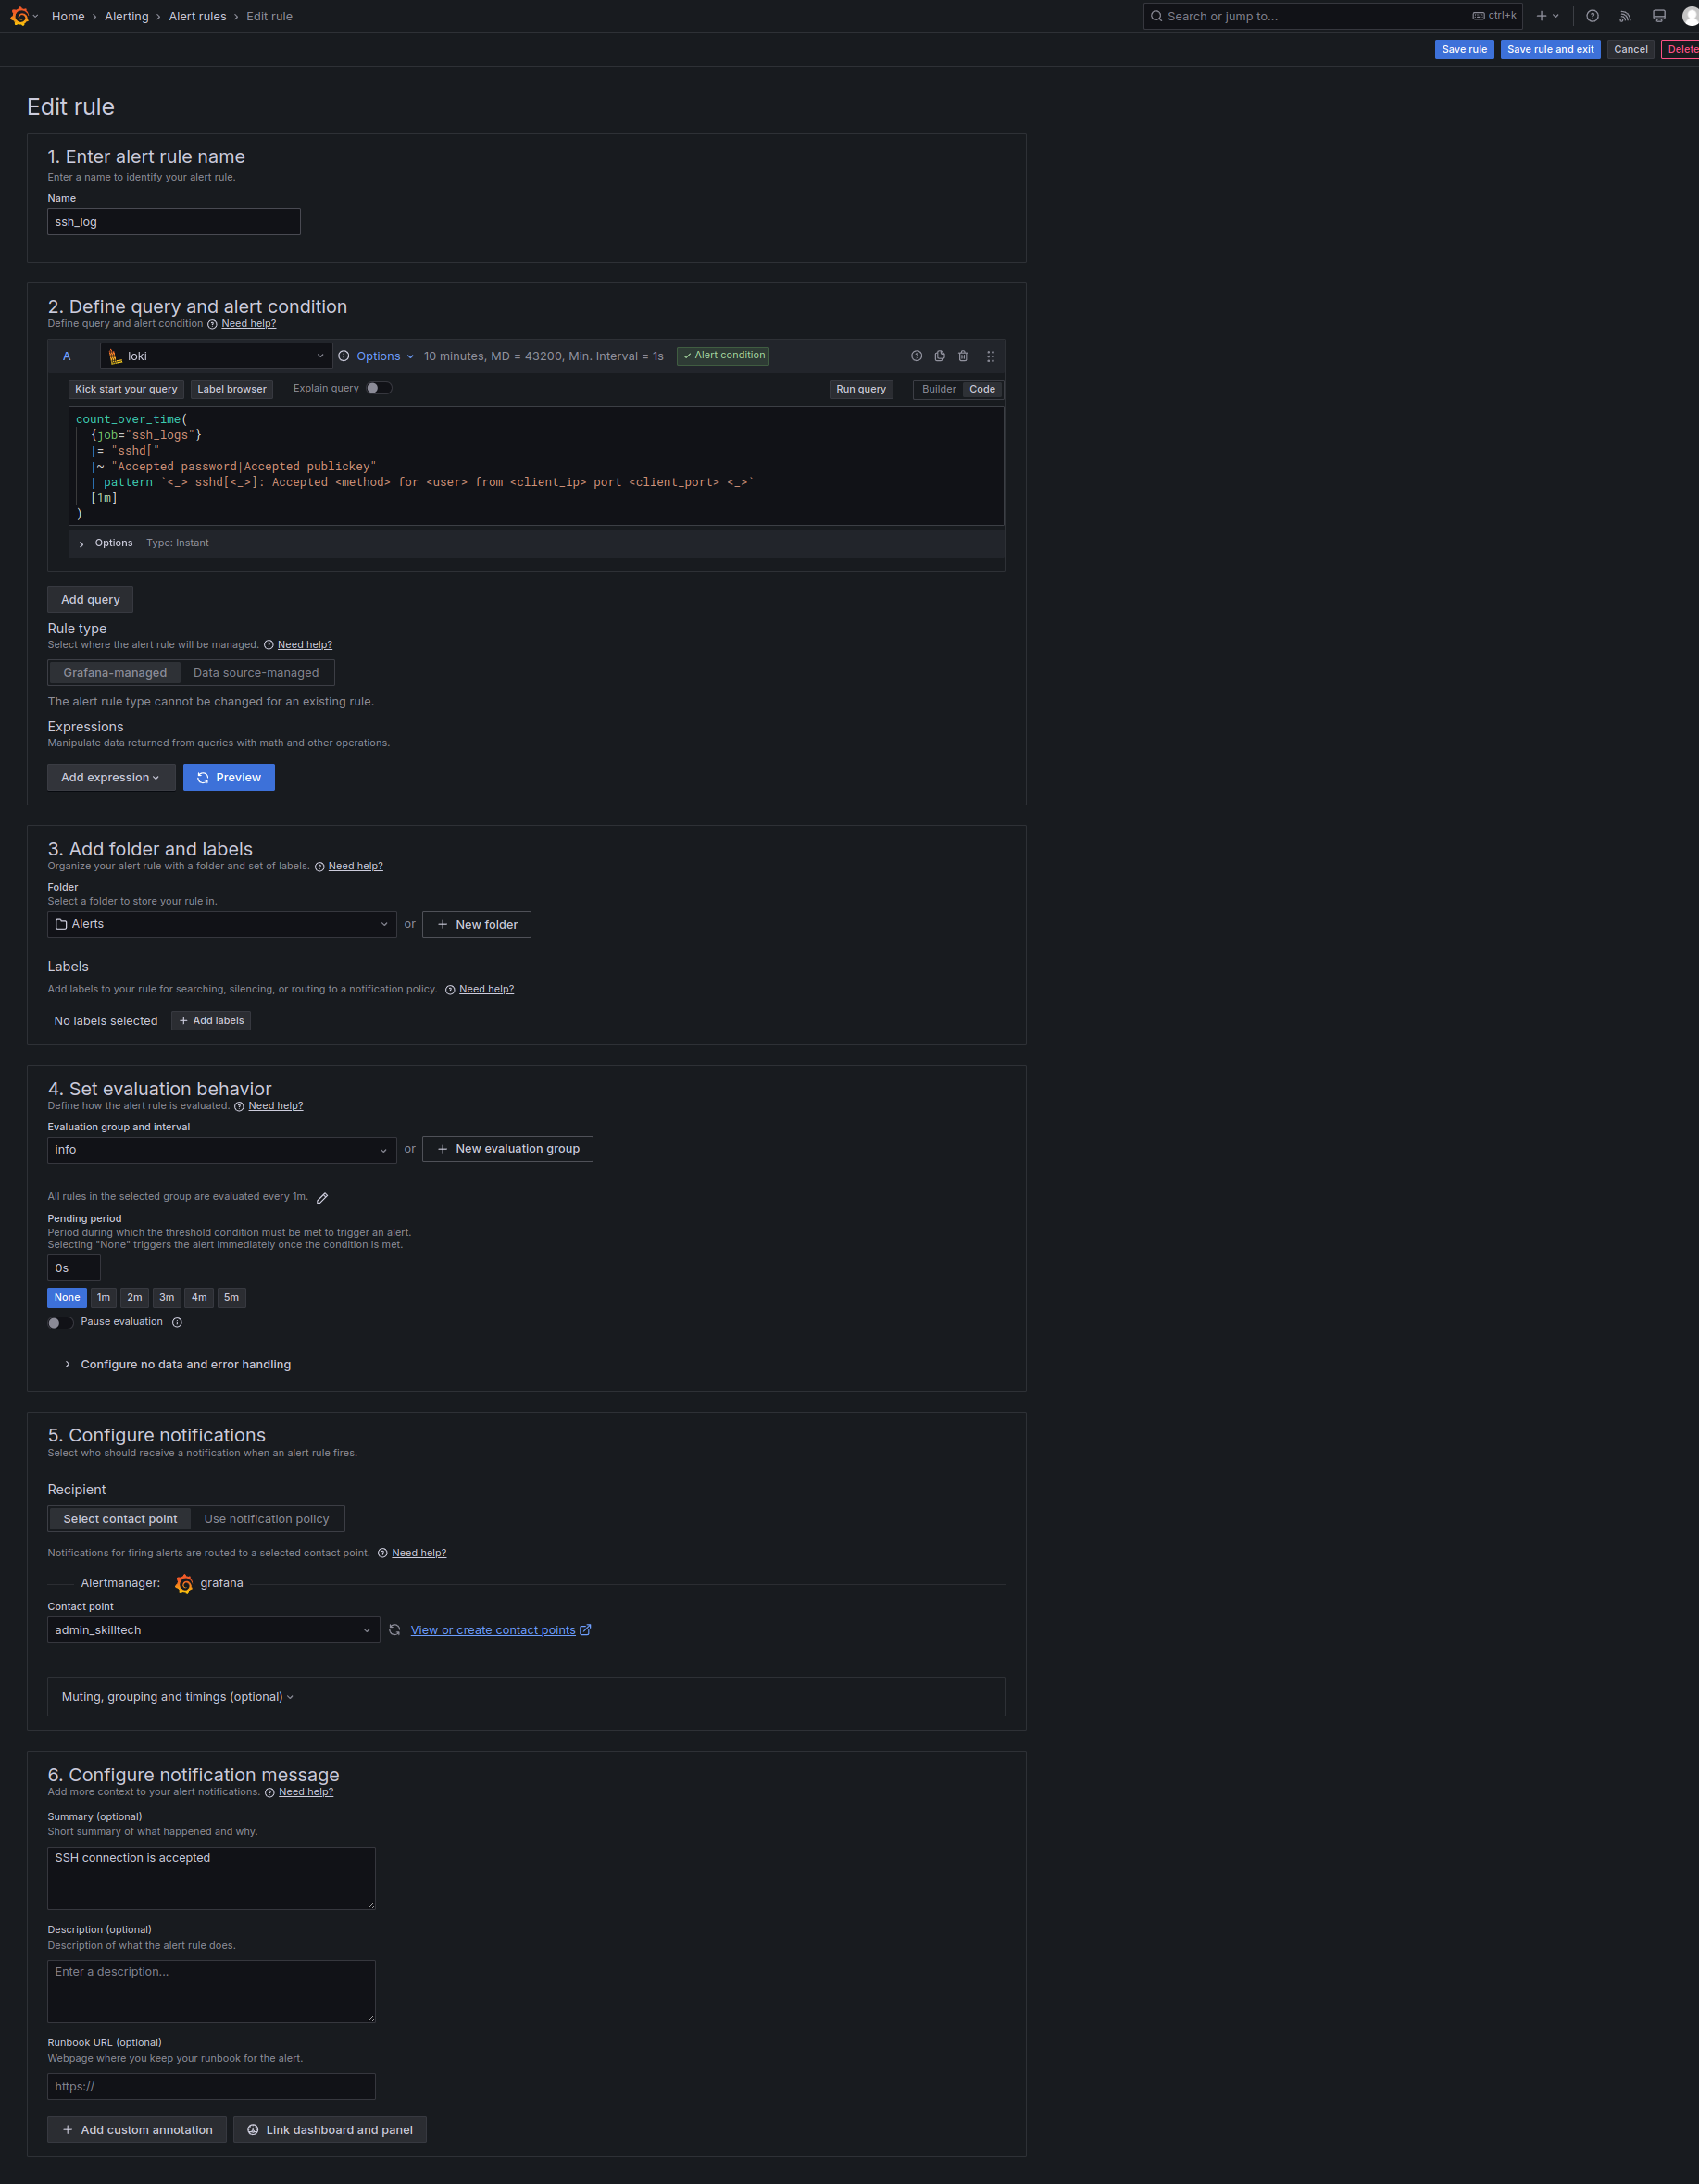 Home › Alerting › Alert rules › Edit rule
Search or jump to... ctrl+k
Save rule Save rule and exit Cancel Delete
Edit rule
1. Enter alert rule name
Enter a name to identify your alert rule.
Name
ssh_log
2. Define query and alert condition
Define query and alert condition Need help?
A loki Options 10 minutes, MD = 43200, Min. Interval = 1s Alert condition
Kick start your query Label browser Explain query Run query Builder Code
count_over_time(
{job="ssh_logs"}
|= "sshd["
|~ "Accepted password|Accepted publickey"
| pattern `<_> sshd[<_>]: Accepted <method> for <user> from <client_ip> port <client_port> <_>`
[1m]
)
Options Type: Instant
Add query
Rule type
Select where the alert rule will be managed. Need help?
Grafana-managed Data source-managed
The alert rule type cannot be changed for an existing rule.
Expressions
Manipulate data returned from queries with math and other operations.
Add expression Preview
3. Add folder and labels
Organize your alert rule with a folder and set of labels. Need help?
Folder
Select a folder to store your rule in.
Alerts or + New folder
Labels
Add labels to your rule for searching, silencing, or routing to a notification policy. Need help?
No labels selected + Add labels
4. Set evaluation behavior
Define how the alert rule is evaluated. Need help?
Evaluation group and interval
info or + New evaluation group
All rules in the selected group are evaluated every 1m.
Pending period
Period during which the threshold condition must be met to trigger an alert.
Selecting "None" triggers the alert immediately once the condition is met.
0s
None 1m 2m 3m 4m 5m
Pause evaluation
Configure no data and error handling
5. Configure notifications
Select who should receive a notification when an alert rule fires.
Recipient
Select contact point Use notification policy
Notifications for firing alerts are routed to a selected contact point. Need help?
Alertmanager: grafana
Contact point
admin_skilltech View or create contact points
Muting, grouping and timings (optional)
6. Configure notification message
Add more context to your alert notifications. Need help?
Summary (optional)
Short summary of what happened and why.
SSH connection is accepted
Description (optional)
Description of what the alert rule does.
Enter a description...
Runbook URL (optional)
Webpage where you keep your runbook for the alert.
https://
+ Add custom annotation Link dashboard and panel